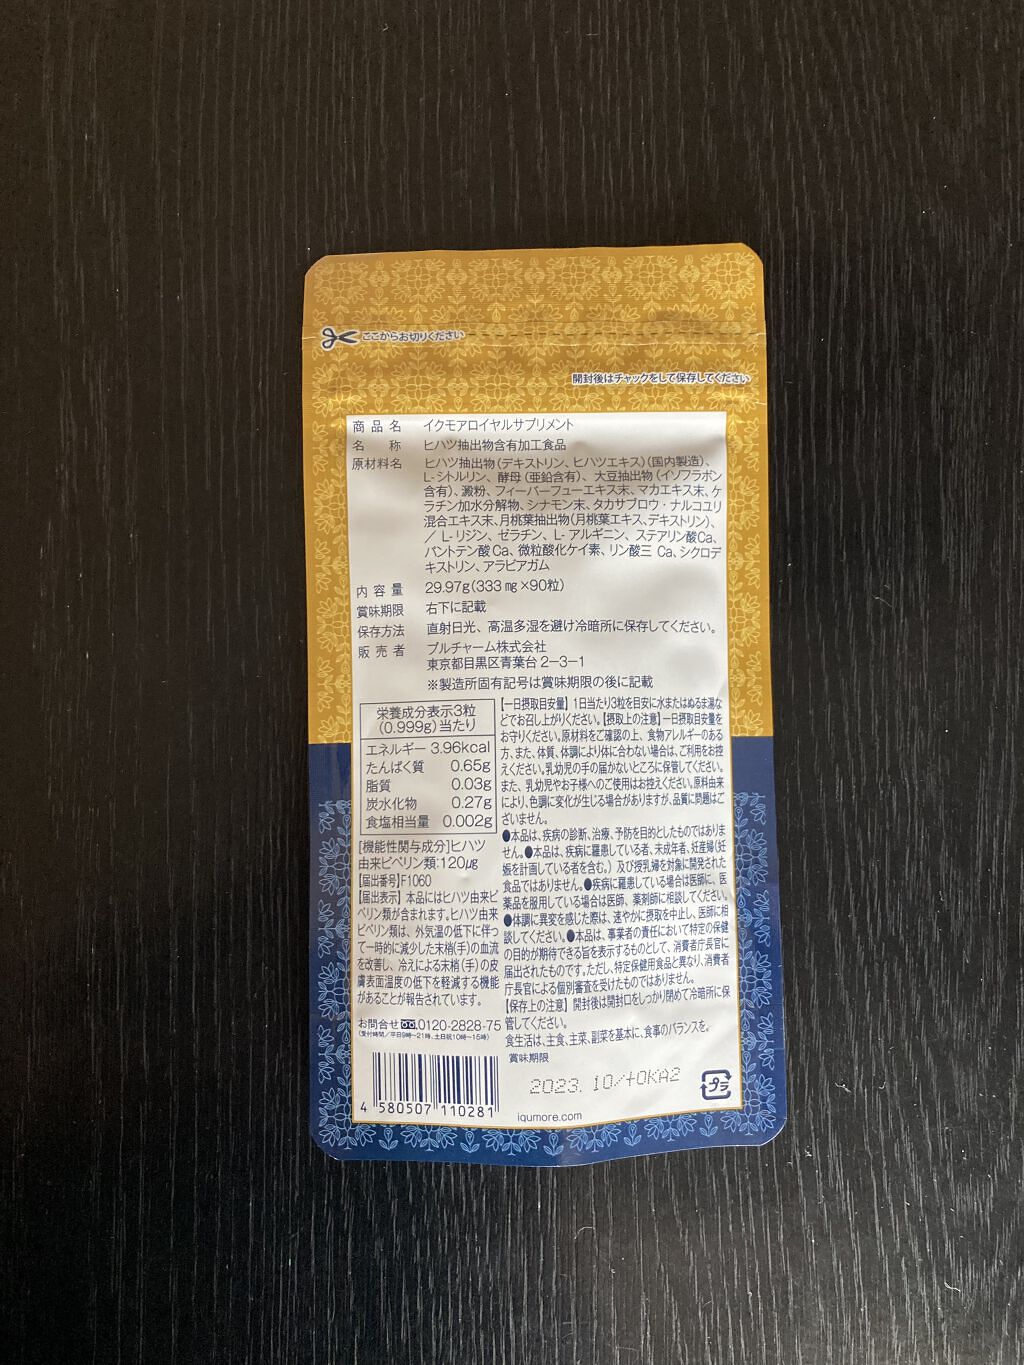 ここからお切りください
開封後はチャックをして保存してください
商品名 イクモアロイヤルサプリメント
名称 ヒハツ抽出物含有加工食品
原材料名 ヒハツ抽出物(デキストリン、ヒハツエキス)(国内製造)、
L-シトルリン、酵母(亜鉛含有)、大豆抽出物(イソフラボン
含有)、澱粉、フィーバーフューエキス末、マカエキス末、ケ
ラチン加水分解物、シナモン末、タカサブロウ・ナルコユリ
混合エキス末、月桃葉抽出物(月桃葉エキス、デキストリン)、
/ L-リジン、ゼラチン、L-アルギニン、ステアリン酸Ca、
パントテン酸Ca、微粒酸化ケイ素、リン酸三Ca、シクロデ
キストリン、アラビアガム
内容量 29.97g(333㎎×90粒)
賞味期限 右下に記載
保存方法 直射日光、高温多湿を避け冷暗所に保存してください。
販売者 ブルチャーム株式会社
東京都目黒区青葉台2-3-1
※製造所固有記号は賞味期限の後に記載
栄養成分表示3粒
(0.999g)当たり
エネルギー 3.96kcal
たんぱく質 0.65g
脂質 0.03g
炭水化物 0.27g
食塩相当量 0.002g
[機能性関与成分]ヒハツ
由来ピペリン類:120㎍
[届出番号]F1060
[届出表示] 本品にはヒハツ由来ピ
ペリン類が含まれます。ヒハツ由来
ピペリン類は、外気温の低下に伴っ
て一時的に減少した末梢(手)の血流
を改善し、冷えによる末梢(手)の皮
膚表面温度の低下を軽減する機能
があることが報告されています。
お問合せ 0120-2828-75
(受付時間/平日9時〜21時、土日祝10時〜15時)
4 580507 110281
【一日摂取目安量】1日当たり3粒を目安に水またはぬるま湯な
どでお召し上がりください。【摂取上の注意】一日摂取目安量を
お守りください。原材料をご確認の上、食物アレルギーのある
方、また、体質、体調により体に合わない場合は、ご利用をお控
えください。乳幼児の手の届かないところに保管してください。
また、乳幼児やお子様へのご使用はお控えください。原料由来
により、色調に変化が生じる場合がありますが、品質に問題はご
ざいません。
●本品は、疾病の診断、治療、予防を目的としたものではありま
せん。●本品は、疾病に罹患している者、未成年者、妊産婦(妊
娠を計画している者を含む。)及び授乳婦を対象に開発された
食品ではありません。●疾病に罹患している場合は医師に、医
薬品を服用している場合は医師、薬剤師に相談してください。
●体調に異変を感じた際は、速やかに摂取を中止し、医師に相
談してください。●本品は、事業者の責任において特定の保健
の目的が期待できる旨を表示するものとして、消費者庁長官に
届出されたものです。ただし、特定保健用食品と異なり、消費者
庁長官による個別審査を受けたものではありません。
【保存上の注意】開封後は開封口をしっかり閉めて冷暗所に保
管してください。
食生活は、主食、主菜、副菜を基本に、食事のバランスを。
賞味期限
2023.10/+OKA2
プラ
iqumore.com